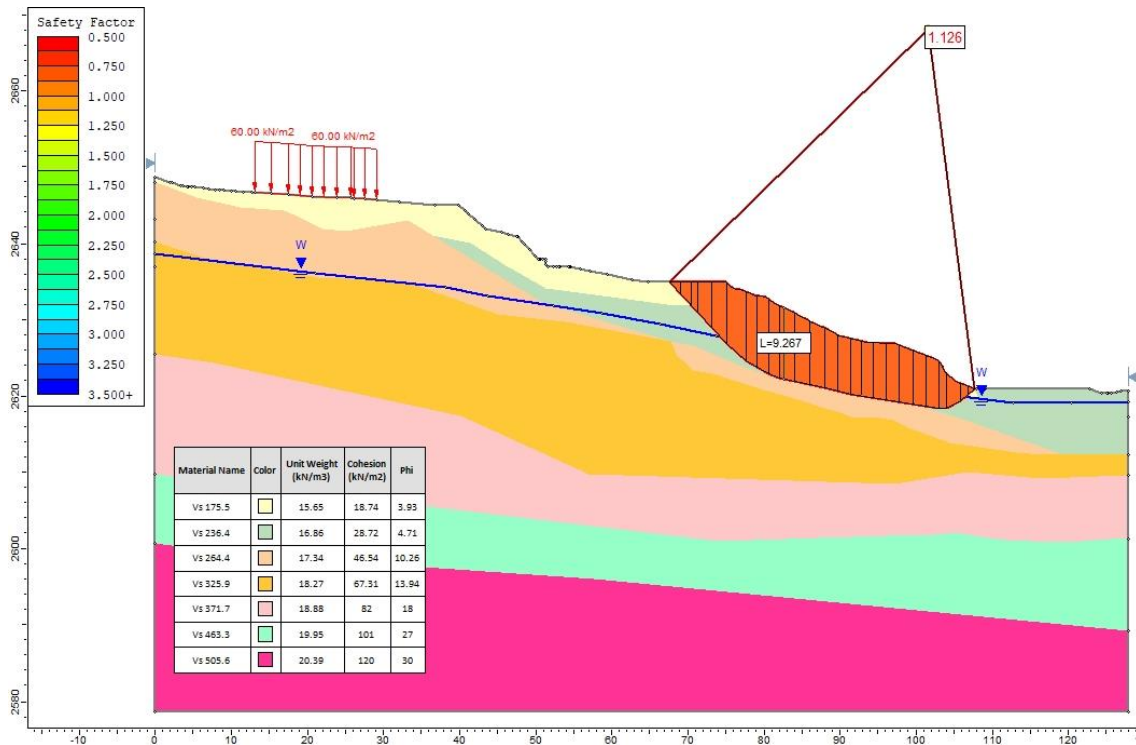 Safety Factor
0.500
0.750
1.000
1.250
1.500
1.750
2.000
2.250
2.500
2.750
3.000
3.250
3.500+
1.126
60.00 kN/m2 60.00 kN/m2
W
L=9.267
W
Material Name Color Unit Weight (kN/m3) Cohesion (kN/m2) Phi
Vs 175.5 15.65 18.74 3.93
Vs 236.4 16.86 28.72 4.71
Vs 264.4 17.34 46.54 10.26
Vs 325.9 18.27 67.31 13.94
Vs 371.7 18.88 82 18
Vs 463.3 19.95 101 27
Vs 505.6 20.39 120 30
2660
2640
2620
2600
2580
-10 0 10 20 30 40 50 60 70 80 90 100 110 120